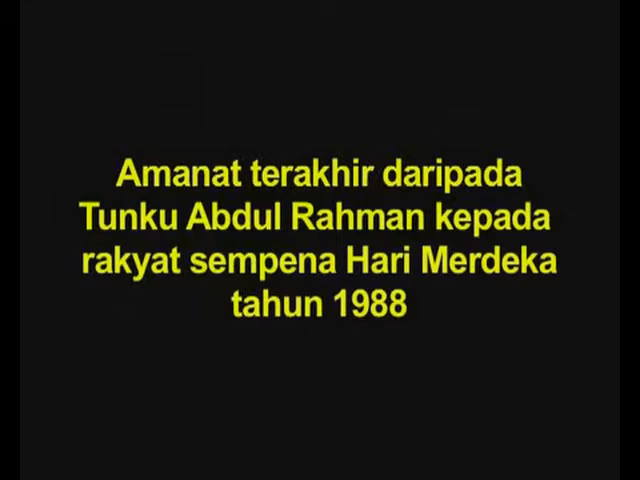 Amanat terakhir daripada
Tunku Abdul Rahman kepada
rakyat sempena Hari Merdeka
tahun 1988